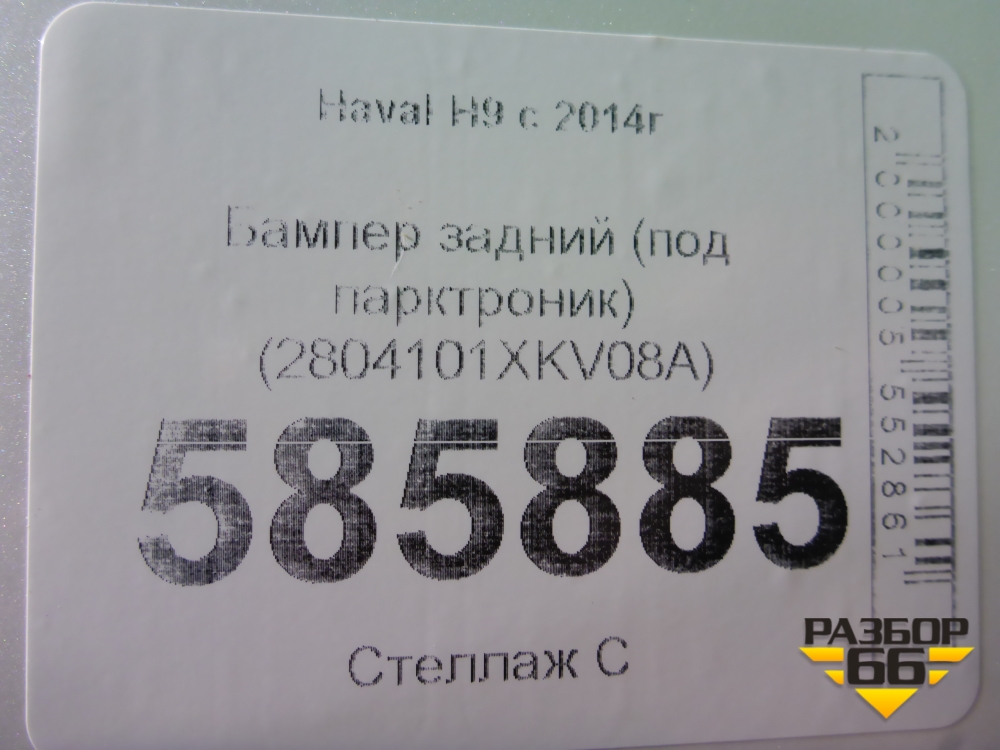 Haval H9 с 2014г
Бампер задний (под
парктроник)
(2804101XKV08A)
585885
Стеллаж С
2000005552861
РАЗБОР
66